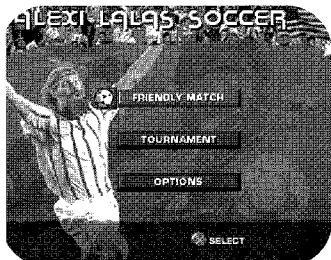 ALEXI LALAS SOCCER
FRIENDLY MATCH
TOURNAMENT
OPTIONS
SELECT